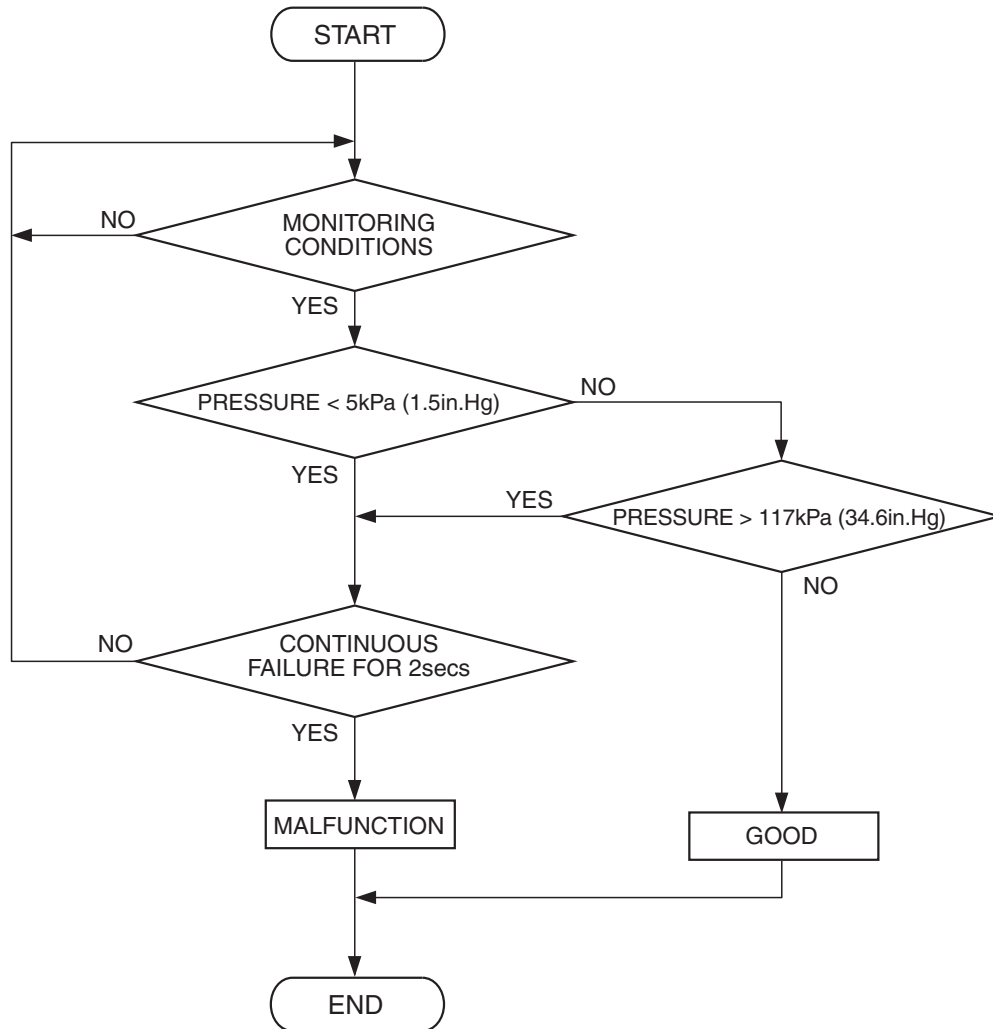 START
NO
MONITORING
CONDITIONS
YES
PRESSURE < 5kPa (1.5in.Hg)
NO
YES
YES
PRESSURE > 117kPa (34.6in.Hg)
NO
NO
CONTINUOUS
FAILURE FOR 2secs
YES
MALFUNCTION
GOOD
END